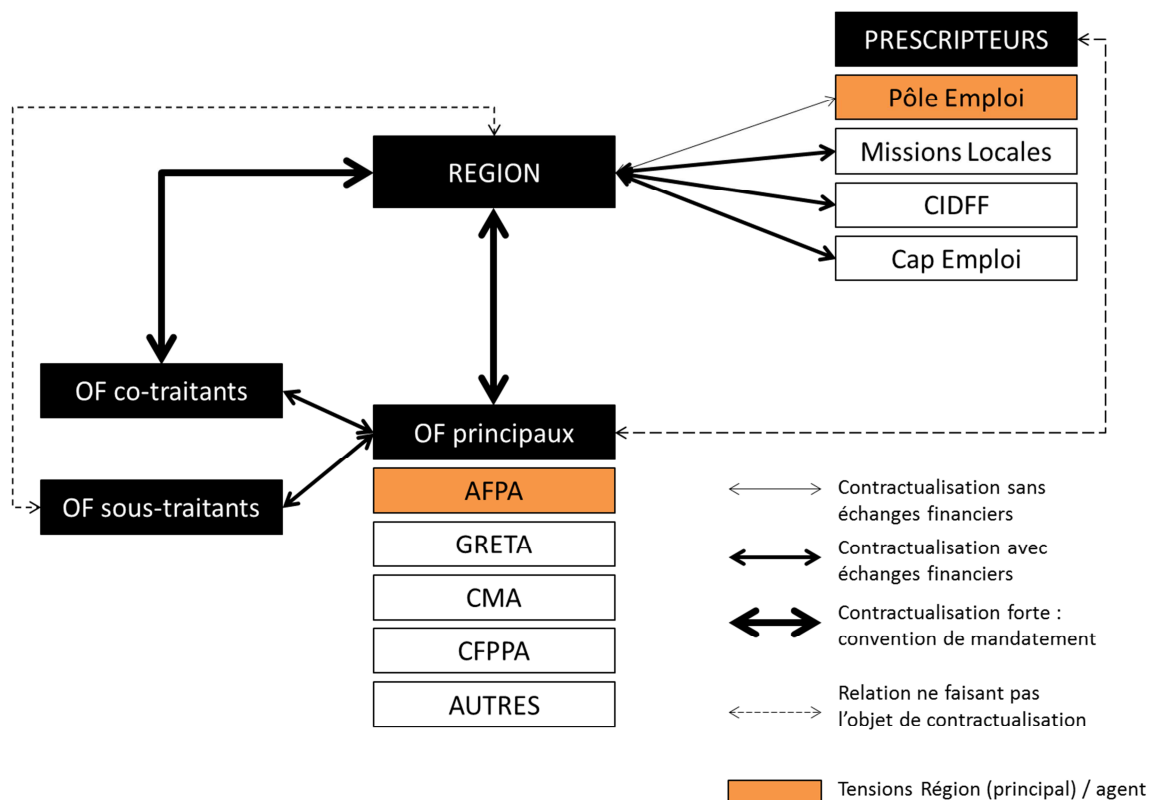 PRESCRIPTEURS
Pôle Emploi
Missions Locales
CIDFF
Cap Emploi
REGION
OF co-traitants
OF sous-traitants
OF principaux
AFPA
GRETA
CMA
CFPPA
AUTRES
Contractualisation sans
échanges financiers
Contractualisation avec
échanges financiers
Contractualisation forte :
convention de mandatement
Relation ne faisant pas
l'objet de contractualisation
Tensions Région (principal) / agent